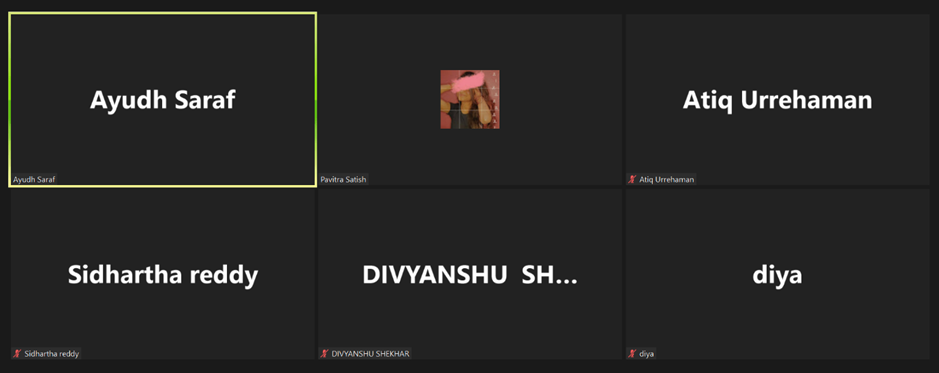 Ayudh Saraf
Ayudh Saraf
Pavitra Satish
Atiq Urrehaman
Atiq Urrehaman
Sidhartha reddy
Sidhartha reddy
DIVYANSHU SH...
DIVYANSHU SHEKHAR
diya
diya